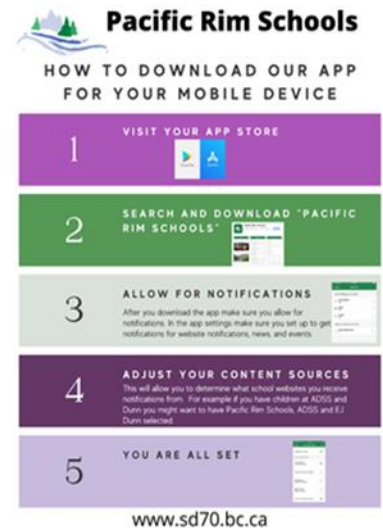 Pacific Rim Schools
HOW TO DOWNLOAD OUR APP
FOR YOUR MOBILE DEVICE
1
VISIT YOUR APP STORE
2
SEARCH AND DOWNLOAD "PACIFIC
RIM SCHOOLS"
3
ALLOW FOR NOTIFICATIONS
After you download the app make sure you allow for
notifications. In the app settings make sure you set up to get
notifications for website notifications, news, and events.
4
ADJUST YOUR CONTENT SOURCES
This will allow you to determine what school websites you receive
notifications from. For example if you have children at ADSS and
Dunn you might want to have Pacific Rim Schools, ADSS and EJ
Dunn selected
5
YOU ARE ALL SET
www.sd70.bc.ca